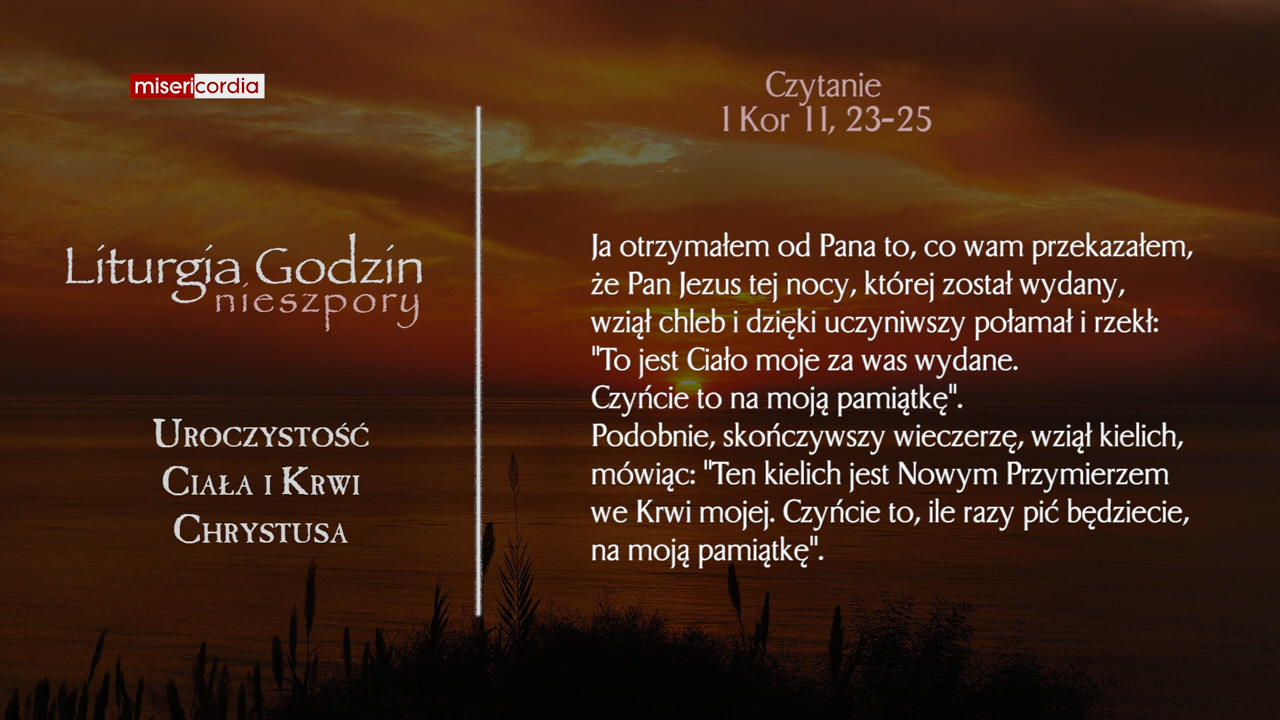 misericordia
Liturgia Godzin
nieszpory
Uroczystość
Ciała i Krwi
Chrystusa
Czytanie
1 Kor 11, 23-25
Ja otrzymałem od Pana to, co wam przekazałem,
że Pan Jezus tej nocy, której został wydany,
wziął chleb i dzięki uczyniwszy połamał i rzekł:
"To jest Ciało moje za was wydane.
Czyńcie to na moją pamiątkę".
Podobnie, skończywszy wieczerzę, wziął kielich,
mówiąc: "Ten kielich jest Nowym Przymierzem
we Krwi mojej. Czyńcie to, ile razy pić będziecie,
na moją pamiątkę".